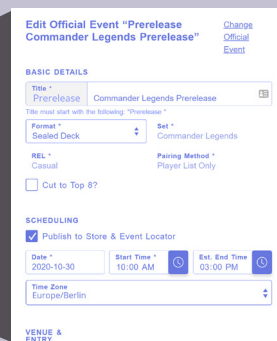 Edit Official Event “Prerelease
Commander Legends Prerelease”
Change
Official
Event
BASIC DETAILS
Title *
Prerelease Commander Legends Prerelease
Title must start with the following: "Prerelease "
Format *
Sealed Deck
Set *
Commander Legends
REL *
Casual
Pairing Method *
Player List Only
Cut to Top 8?
SCHEDULING
Publish to Store & Event Locator
Date *
2020-10-30
Start Time *
10:00 AM
Est. End Time
03:00 PM
Time Zone
Europe/Berlin
VENUE &
ENTRY